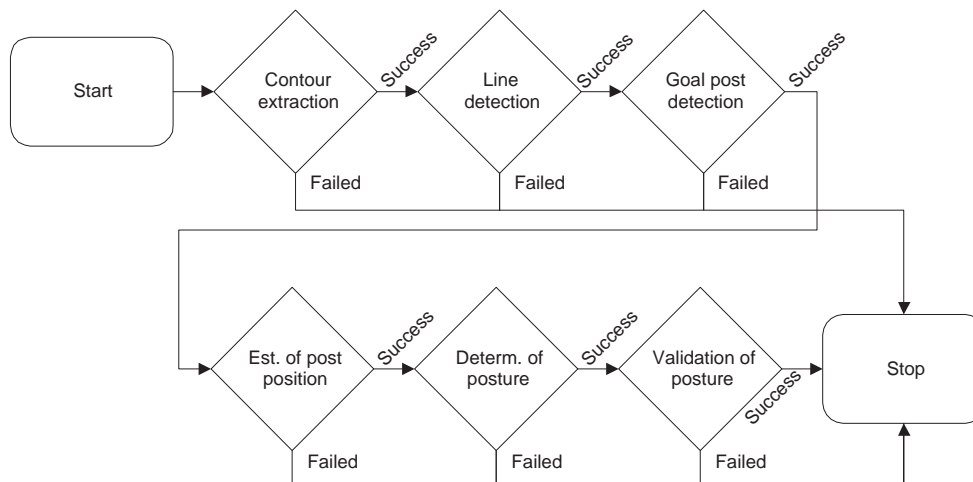 Start
Contour
extraction
Success
Line
detection
Success
Goal post
detection
Success
Failed
Failed
Failed
Est. of post
position
Success
Determ. of
posture
Success
Validation of
posture
Success
Stop
Failed
Failed
Failed